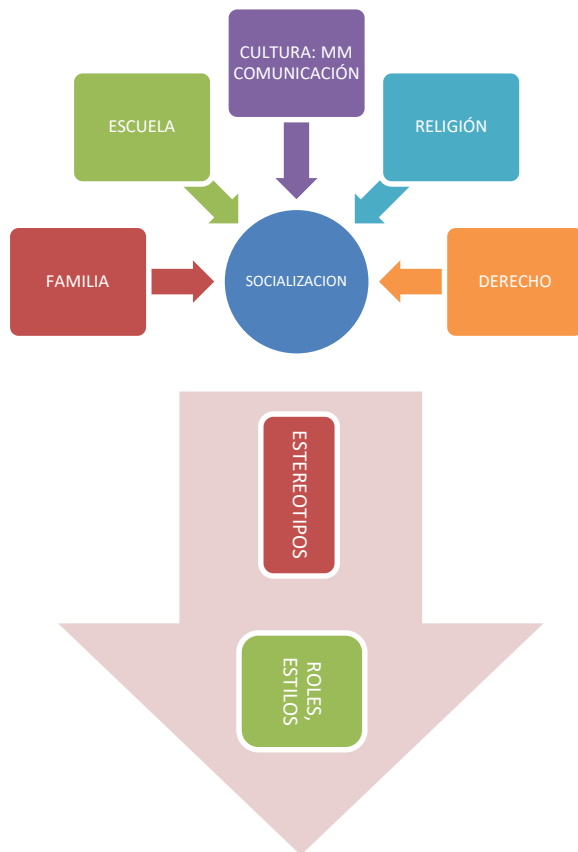 CULTURA: MM
COMUNICACIÓN
ESCUELA
RELIGIÓN
FAMILIA
SOCIALIZACION
DERECHO
ESTEREOTIPOS
ROLES,
ESTILOS